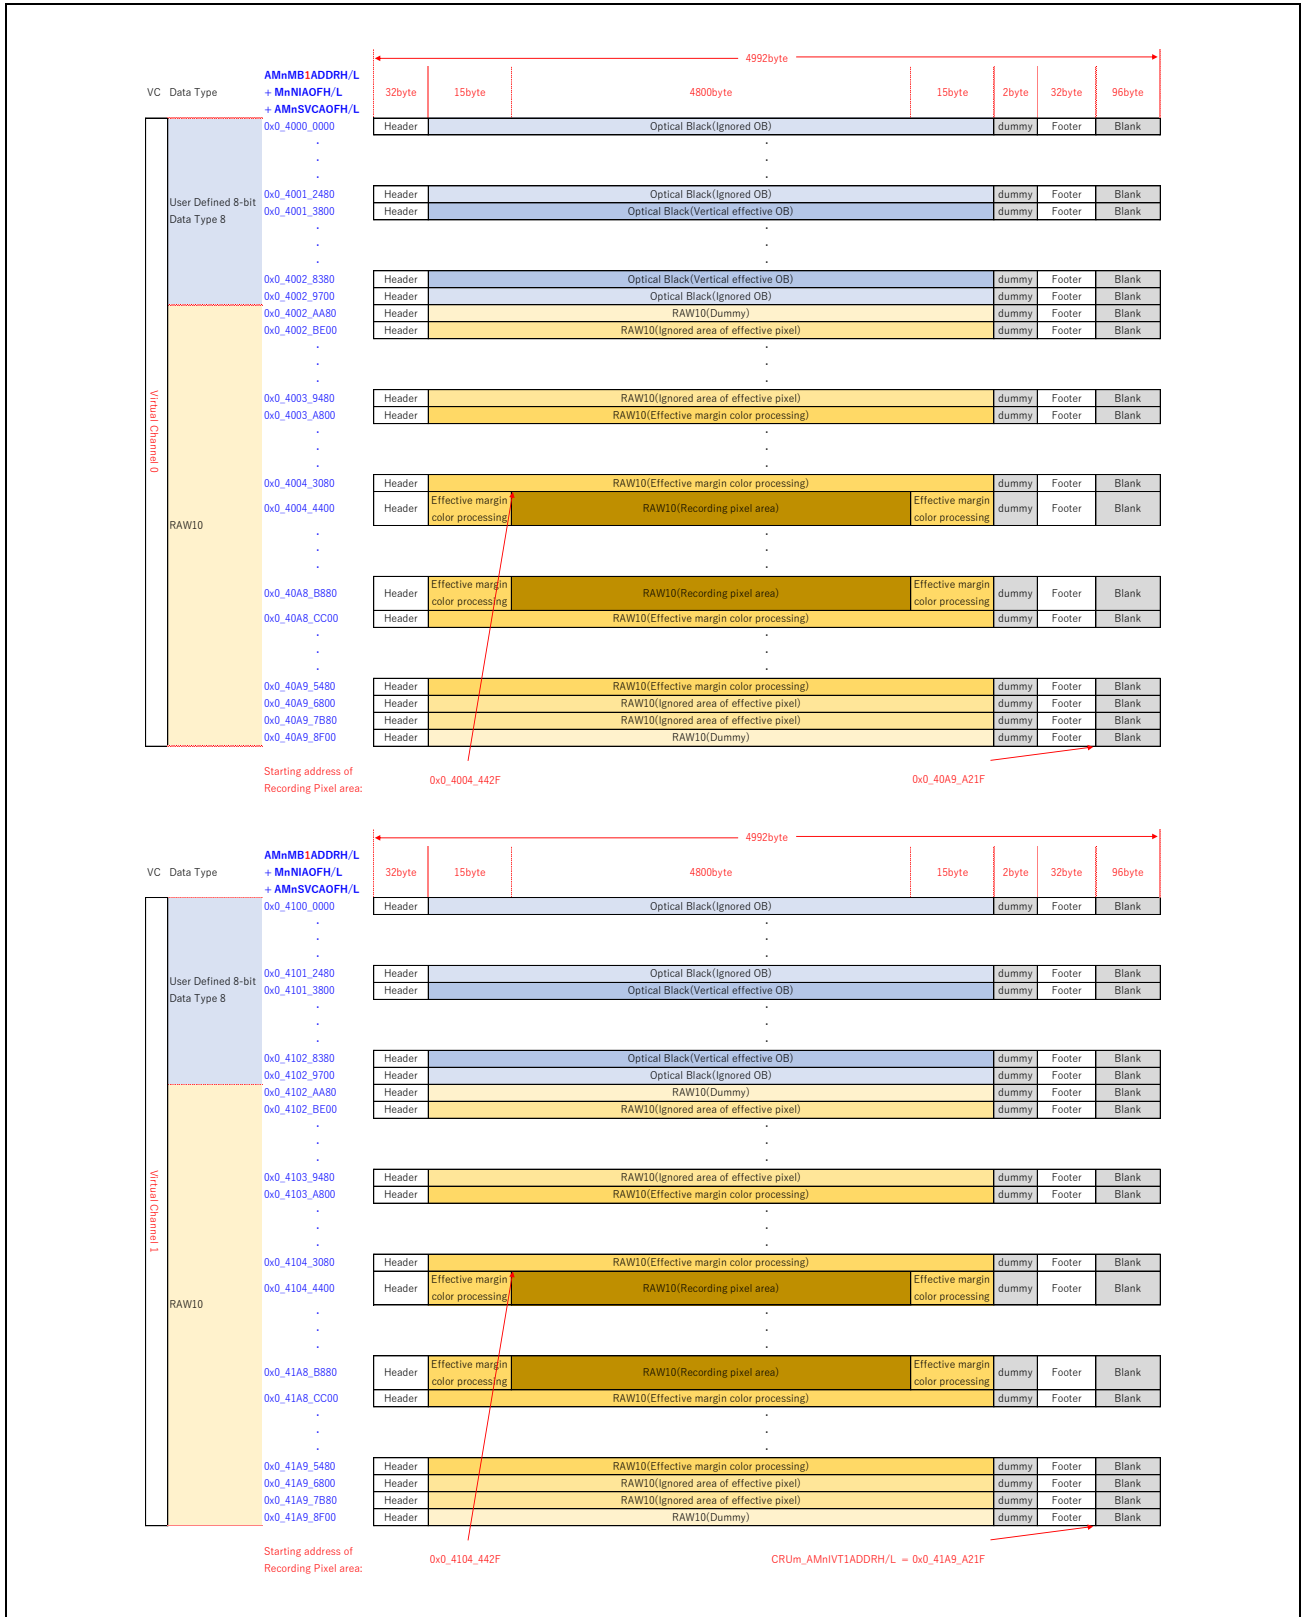 4992byte
AMnMB1ADDRH/L
VC Data Type + MnNIAOFH/L 32byte 15byte 4800byte 15byte 2byte 32byte 96byte
+ AMnSVCAOFH/L
0x0_4000_0000 Header Optical Black(Ignored OB) dummy Footer Blank
0x0_4001_2480 Header Optical Black(Ignored OB) dummy Footer Blank
User Defined 8-bit
0x0_4001_3800 Header Optical Black(Vertical effective OB) dummy Footer Blank
Data Type 8
0x0_4002_8380 Header Optical Black(Vertical effective OB) dummy Footer Blank
0x0_4002_9700 Header Optical Black(Ignored OB) dummy Footer Blank
0x0_4002_AA80 Header RAW10(Dummy) dummy Footer Blank
0x0_4002_BE00 Header RAW10(Ignored area of effective pixel) dummy Footer Blank
0x0_4003_9480 Header RAW10(Ignored area of effective pixel) dummy Footer Blank
0x0_4003_A800 Header RAW10(Effective margin color processing) dummy Footer Blank
Virtual Channel 0
0x0_4004_3080 Header RAW10(Effective margin color processing) dummy Footer Blank
Effective margin Effective margin
0x0_4004_4400 Header RAW10(Recording pixel area) dummy Footer Blank
color processing color processing
RAW10
Effective margin Effective margin
0x0_40A8_B880 Header RAW10(Recording pixel area) dummy Footer Blank
color processing color processing
0x0_40A8_CC00 Header RAW10(Effective margin color processing) dummy Footer Blank
0x0_40A9_5480 Header RAW10(Effective margin color processing) dummy Footer Blank
0x0_40A9_6800 Header RAW10(Ignored area of effective pixel) dummy Footer Blank
0x0_40A9_7B80 Header RAW10(Ignored area of effective pixel) dummy Footer Blank
0x0_40A9_8F00 Header RAW10(Dummy) dummy Footer Blank
Starting address of
Recording Pixel area: 0x0_4004_442F 0x0_40A9_A21F
4992byte
AMnMB1ADDRH/L
VC Data Type + MnNIAOFH/L 32byte 15byte 4800byte 15byte 2byte 32byte 96byte
+ AMnSVCAOFH/L
0x0_4100_0000 Header Optical Black(Ignored OB) dummy Footer Blank
0x0_4101_2480 Header Optical Black(Ignored OB) dummy Footer Blank
User Defined 8-bit
0x0_4101_3800 Header Optical Black(Vertical effective OB) dummy Footer Blank
Data Type 8
0x0_4102_8380 Header Optical Black(Vertical effective OB) dummy Footer Blank
0x0_4102_9700 Header Optical Black(Ignored OB) dummy Footer Blank
0x0_4102_AA80 Header RAW10(Dummy) dummy Footer Blank
0x0_4102_BE00 Header RAW10(Ignored area of effective pixel) dummy Footer Blank
0x0_4103_9480 Header RAW10(Ignored area of effective pixel) dummy Footer Blank
0x0_4103_A800 Header RAW10(Effective margin color processing) dummy Footer Blank
Virtual Channel 1
0x0_4104_3080 Header RAW10(Effective margin color processing) dummy Footer Blank
Effective margin Effective margin
0x0_4104_4400 Header RAW10(Recording pixel area) dummy Footer Blank
color processing color processing
RAW10
Effective margin Effective margin
0x0_41A8_B880 Header RAW10(Recording pixel area) dummy Footer Blank
color processing color processing
0x0_41A8_CC00 Header RAW10(Effective margin color processing) dummy Footer Blank
0x0_41A9_5480 Header RAW10(Effective margin color processing) dummy Footer Blank
0x0_41A9_6800 Header RAW10(Ignored area of effective pixel) dummy Footer Blank
0x0_41A9_7B80 Header RAW10(Ignored area of effective pixel) dummy Footer Blank
0x0_41A9_8F00 Header RAW10(Dummy) dummy Footer Blank
Starting address of
Recording Pixel area: 0x0_4104_442F CRUm_AMnIVT1ADDRH/L = 0x0_41A9_A21F